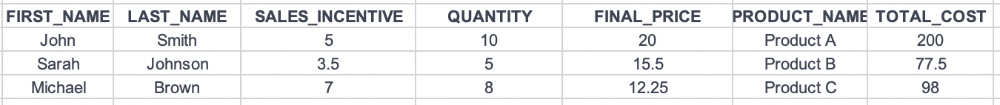 FIRST_NAME LAST_NAME SALES_INCENTIVE QUANTITY FINAL_PRICE PRODUCT_NAME TOTAL_COST
John Smith 5 10 20 Product A 200
Sarah Johnson 3.5 5 15.5 Product B 77.5
Michael Brown 7 8 12.25 Product C 98